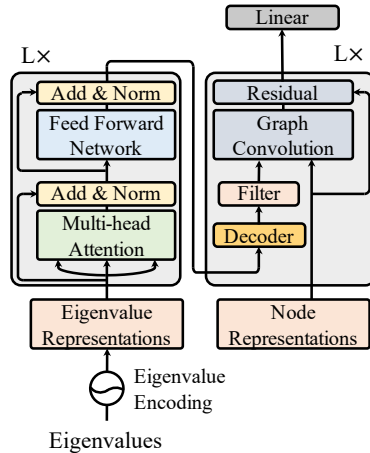 Linear
L×
L×
Add & Norm
Feed Forward
Network
Add & Norm
Multi-head
Attention
Residual
Graph
Convolution
Filter
Decoder
Eigenvalue
Representations
Node
Representations
Eigenvalue
Encoding
Eigenvalues